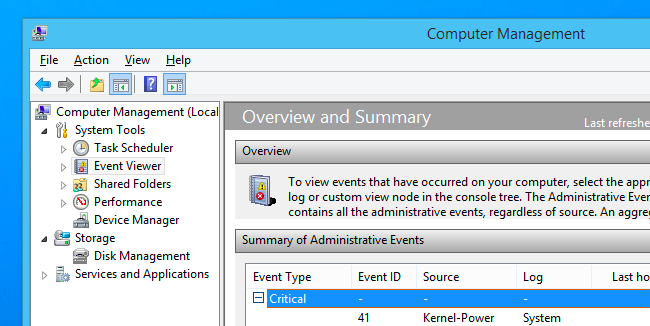 Computer Management
File Action View Help
Computer Management (Local
System Tools
Task Scheduler
Event Viewer
Shared Folders
Performance
Device Manager
Storage
Disk Management
Services and Applications
Overview and Summary
Last refreshe
Overview
To view events that have occurred on your computer, select the appr
log or custom view node in the console tree. The Administrative Even
contains all the administrative events, regardless of source. An aggreg
Summary of Administrative Events
Event Type Event ID Source Log Last ho
Critical - - -
41 Kernel-Power System